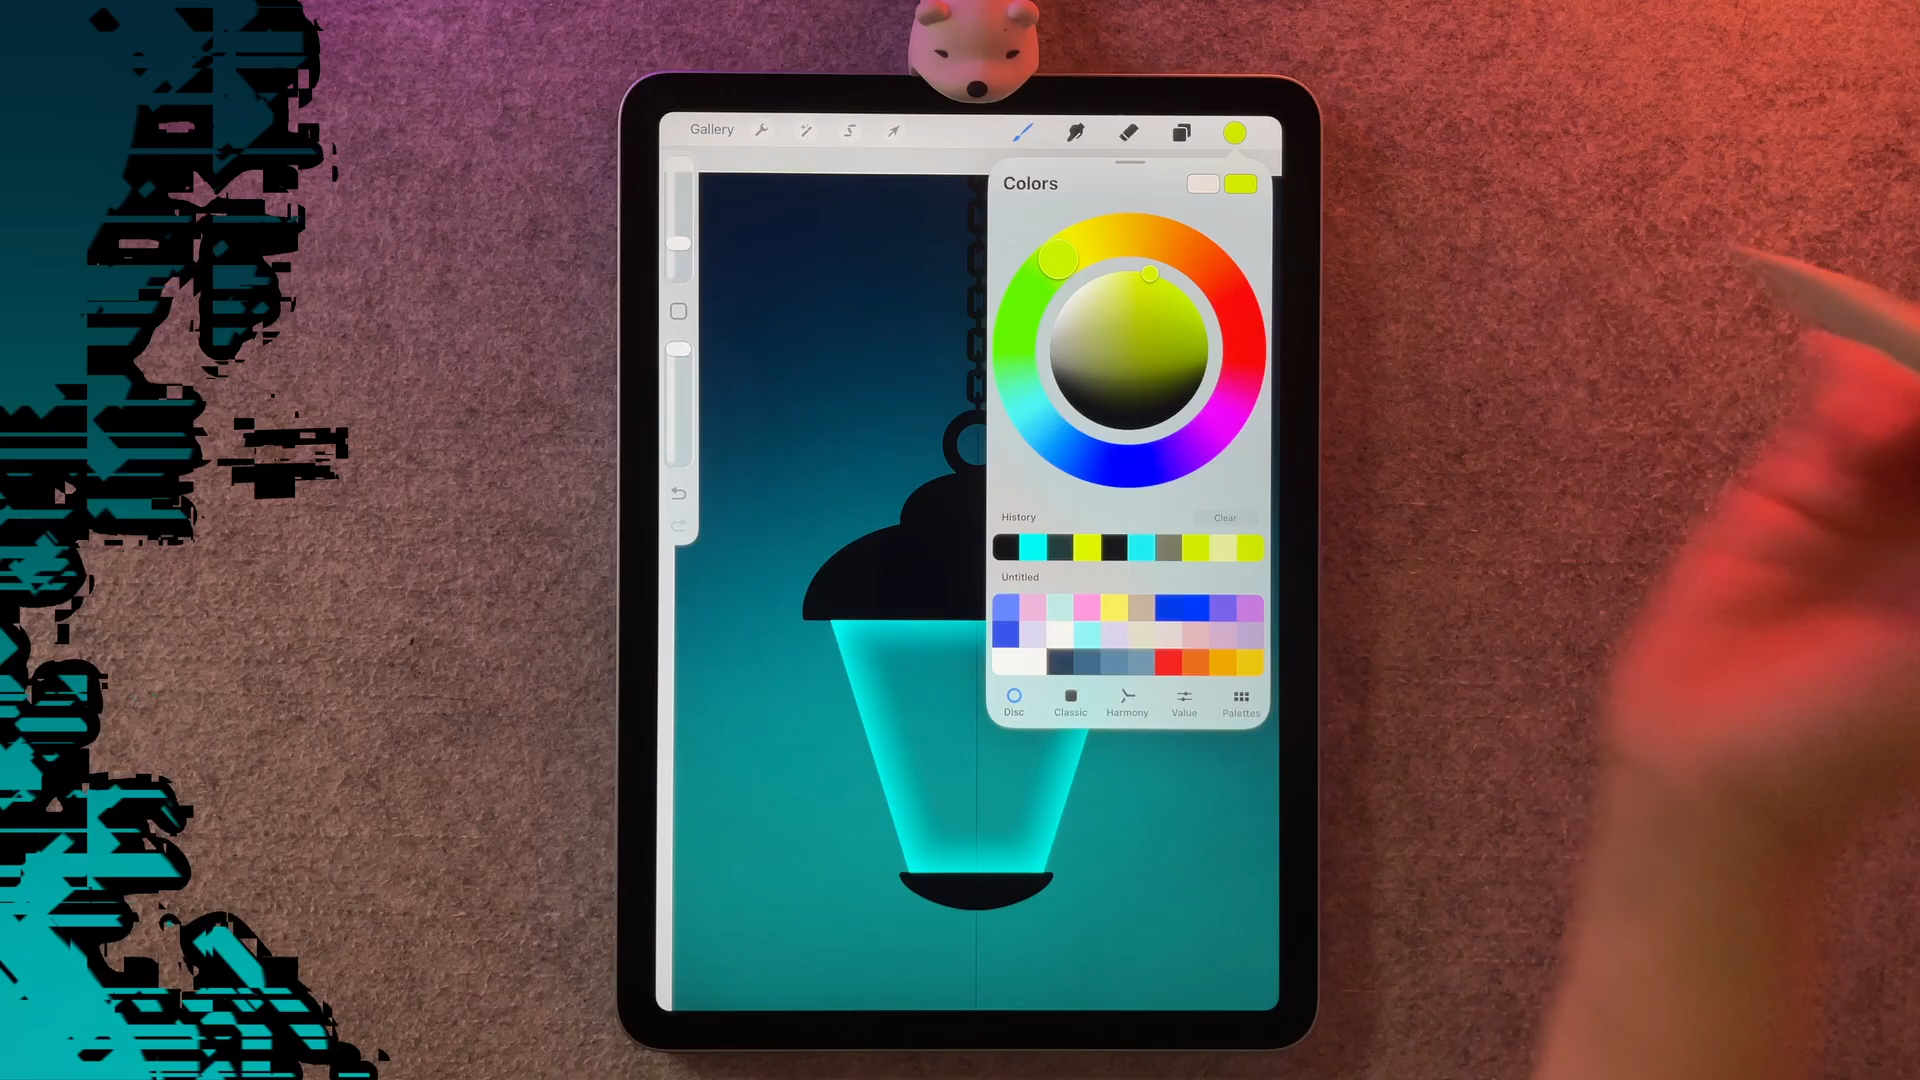 Gallery
Colors
History
Clear
Untitled
Disc
Classic
Harmony
Value
Palettes